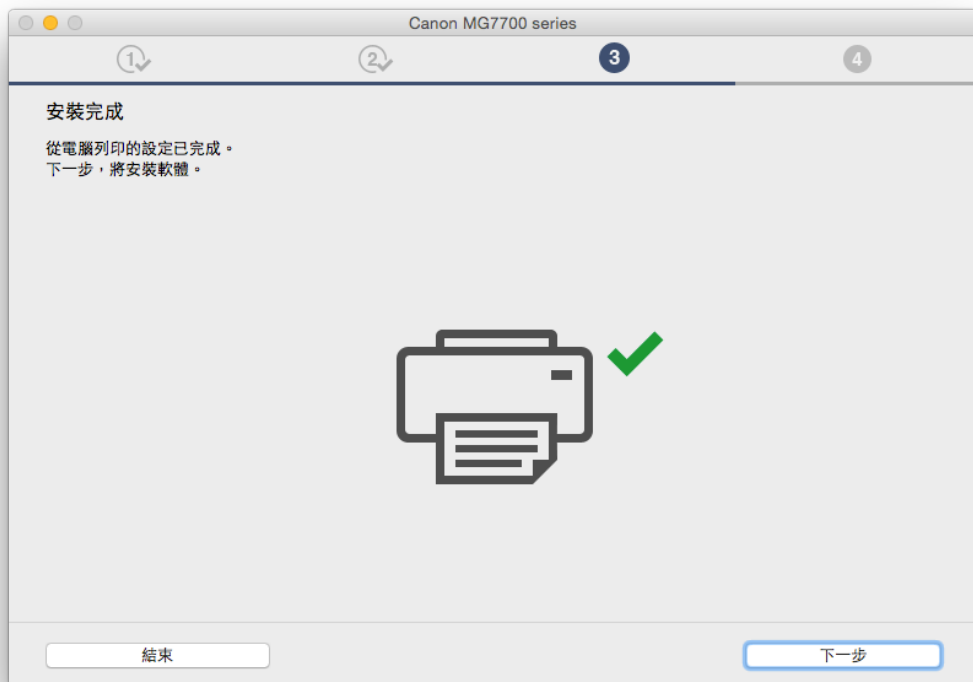 Canon MG7700 series
1
2
3
4
安裝完成
從電腦列印的設定已完成。
下一步，將安裝軟體。
結束
下一步